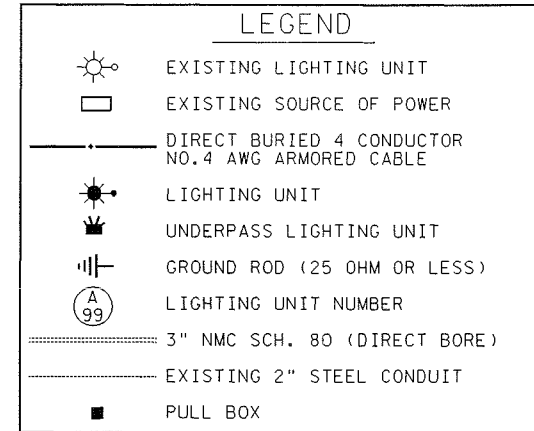 LEGEND
EXISTING LIGHTING UNIT
EXISTING SOURCE OF POWER
DIRECT BURIED 4 CONDUCTOR
NO.4 AWG ARMORED CABLE
LIGHTING UNIT
UNDERPASS LIGHTING UNIT
GROUND ROD (25 OHM OR LESS)
A
99
LIGHTING UNIT NUMBER
3" NMC SCH. 80 (DIRECT BORE)
EXISTING 2" STEEL CONDUIT
PULL BOX